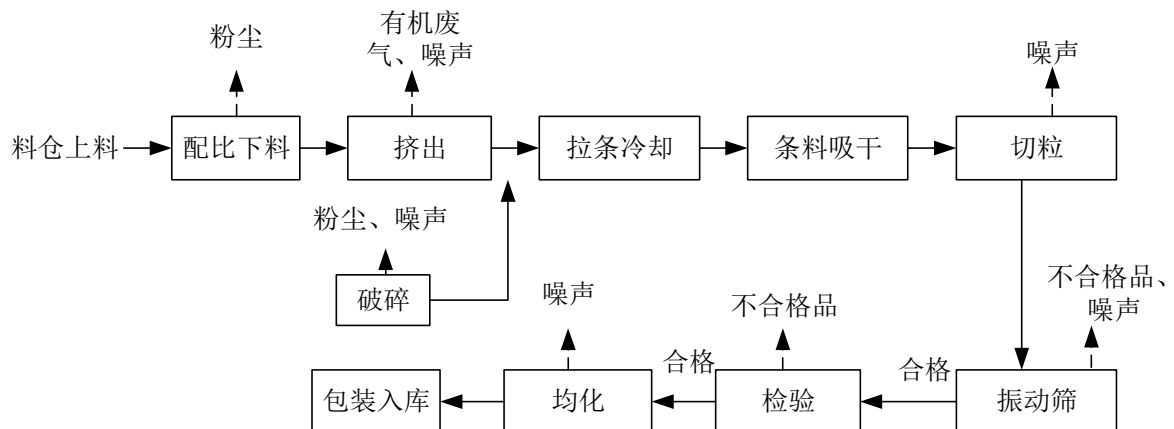 粉尘
有机废
气、噪声
噪声
料仓上料
配比下料
挤出
拉条冷却
条料吸干
切粒
粉尘、噪声
破碎
噪声
不合格品
不合格品、
噪声
合格
合格
包装入库
均化
检验
振动筛